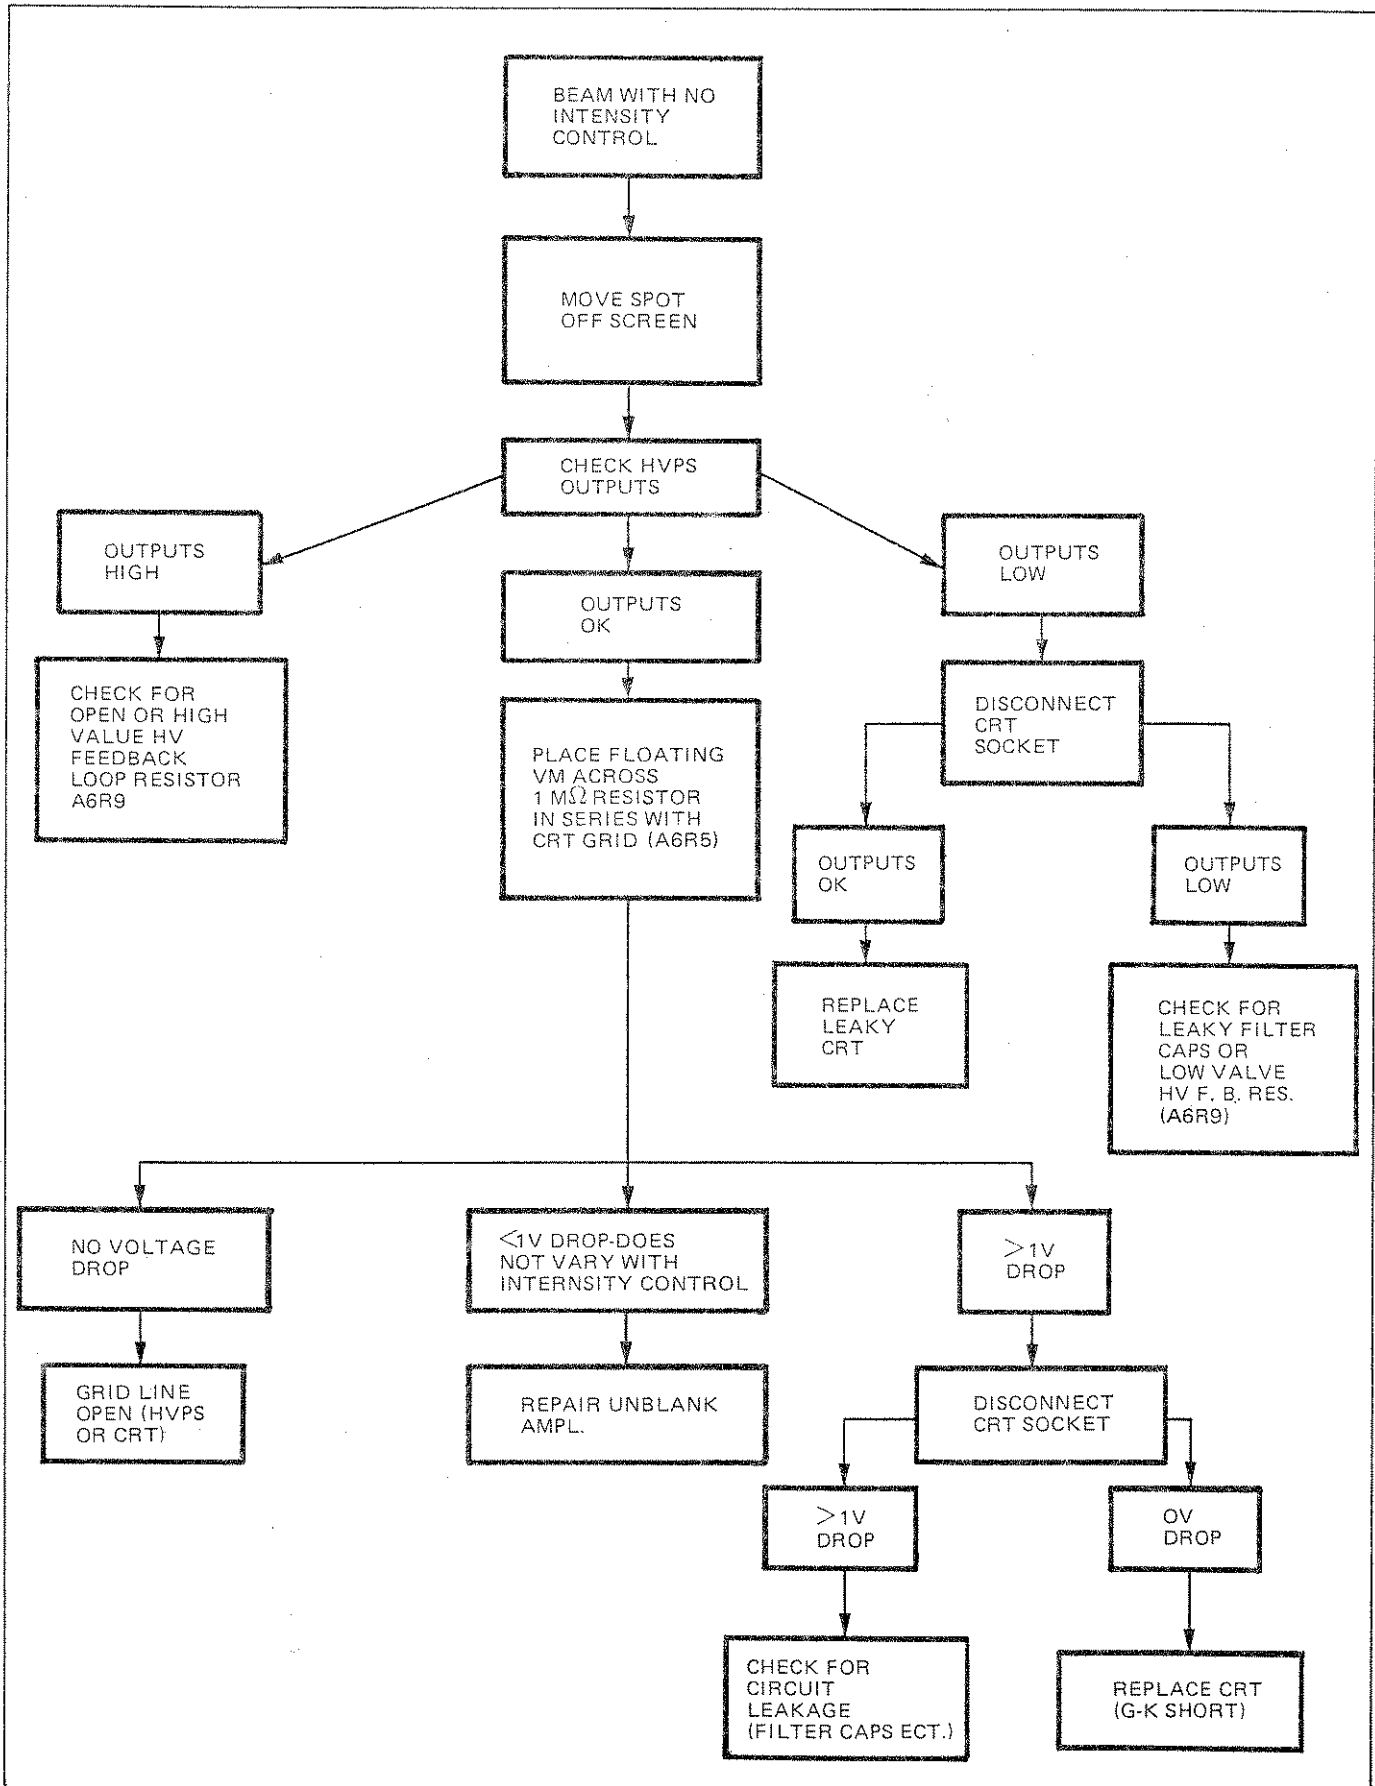 BEAM WITH NO
INTENSITY
CONTROL
MOVE SPOT
OFF SCREEN
CHECK HVPS
OUTPUTS
OUTPUTS
HIGH
OUTPUTS
OK
OUTPUTS
LOW
CHECK FOR
OPEN OR HIGH
VALUE HV
FEEDBACK
LOOP RESISTOR
A6R9
PLACE FLOATING
VM ACROSS
1 MΩ RESISTOR
IN SERIES WITH
CRT GRID (A6R5)
DISCONNECT
CRT
SOCKET
OUTPUTS
OK
OUTPUTS
LOW
REPLACE
LEAKY
CRT
CHECK FOR
LEAKY FILTER
CAPS OR
LOW VALVE
HV F. B. RES.
(A6R9)
NO VOLTAGE
DROP
<1V DROP-DOES
NOT VARY WITH
INTERNSITY CONTROL
>1V
DROP
GRID LINE
OPEN (HVPS
OR CRT)
REPAIR UNBLANK
AMPL.
DISCONNECT
CRT SOCKET
>1V
DROP
OV
DROP
CHECK FOR
CIRCUIT
LEAKAGE
(FILTER CAPS ECT.)
REPLACE CRT
(G-K SHORT)